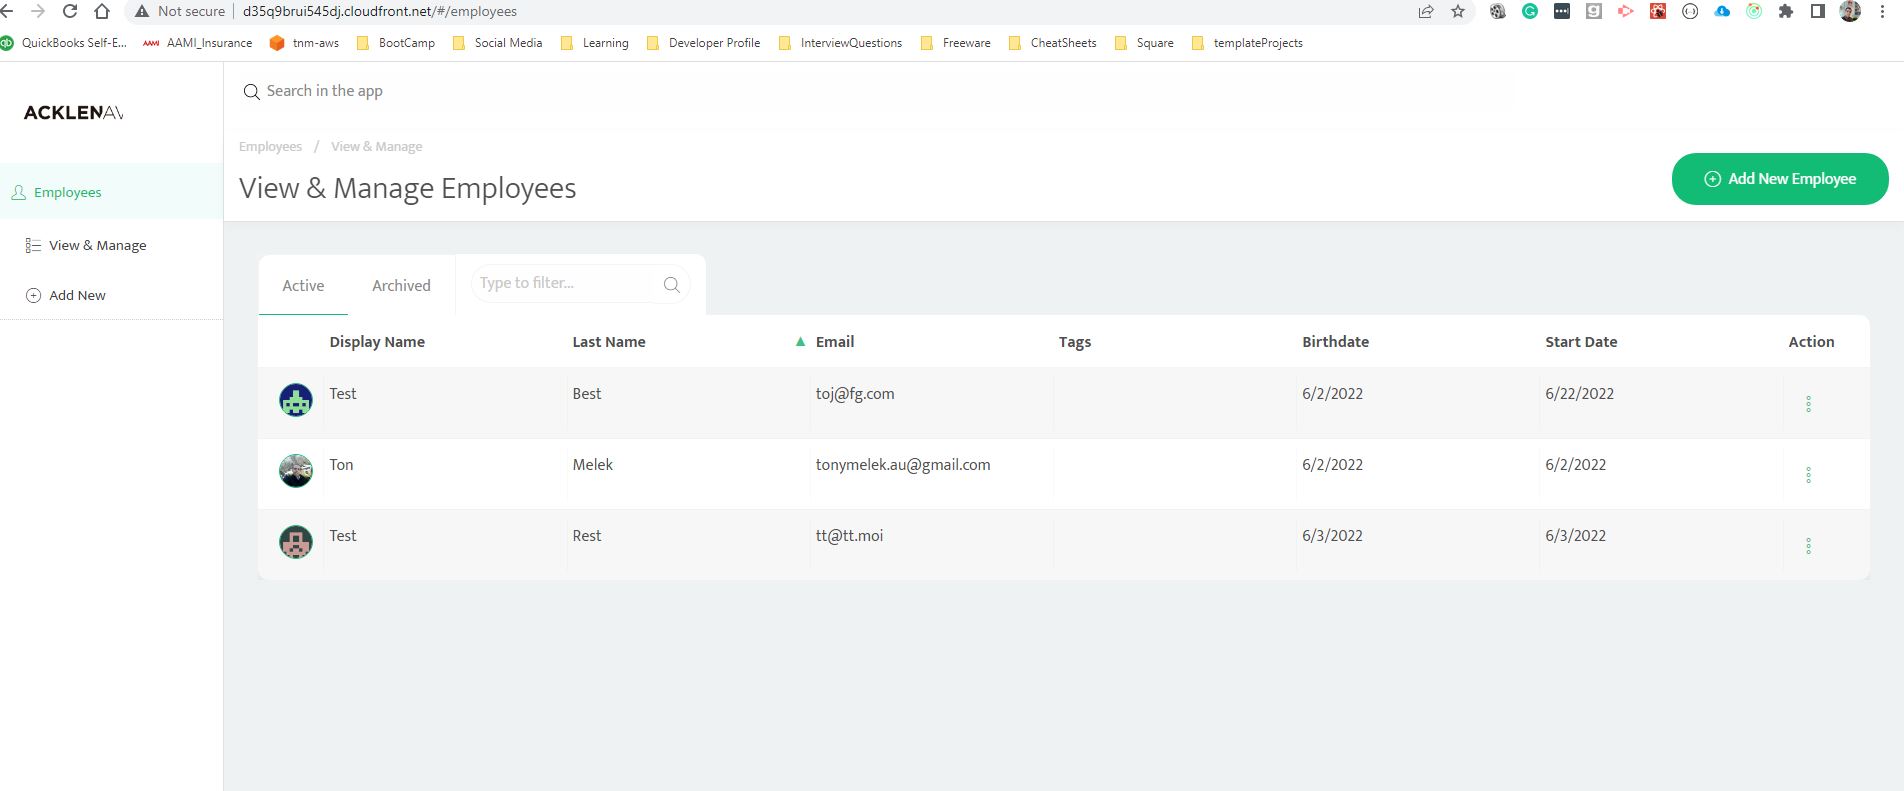 Not secure | d35q9brui545dj.cloudfront.net/#/employees
QuickBooks Self-E... AAMI_Insurance tnm-aws BootCamp Social Media Learning Developer Profile InterviewQuestions Freeware CheatSheets Square templateProjects
ACKLENAV
Search in the app
Employees / View & Manage
View & Manage Employees
Add New Employee
Employees
View & Manage
Add New
Active Archived Type to filter...
Display Name Last Name ▲ Email Tags Birthdate Start Date Action
Test Best toj@fg.com 6/2/2022 6/22/2022
Ton Melek tonymelek.au@gmail.com 6/2/2022 6/2/2022
Test Rest tt@tt.moi 6/3/2022 6/3/2022